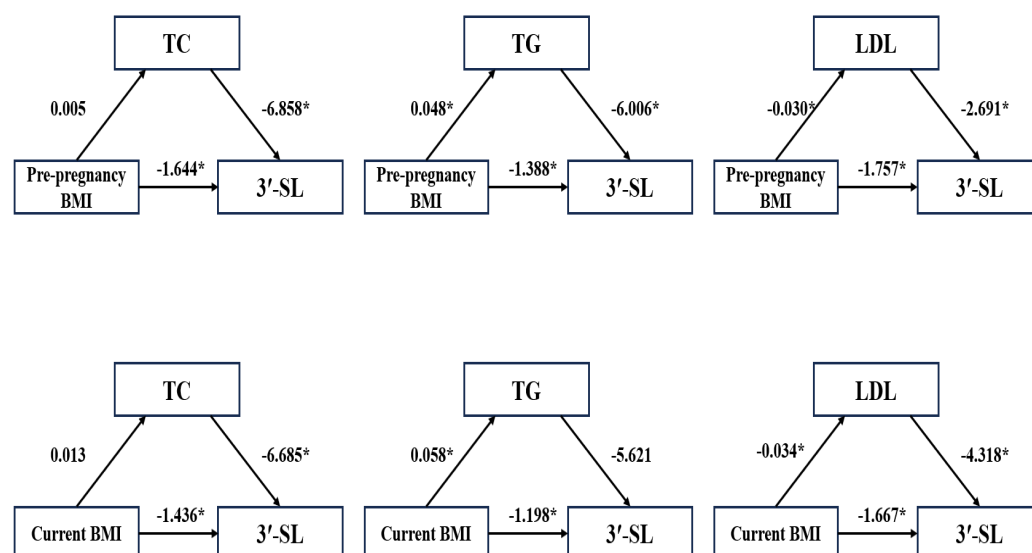 TC
TG
LDL
0.005
-6.858*
0.048*
-6.006*
-0.030*
-2.691*
Pre-pregnancy
BMI
-1.644*
3′-SL
Pre-pregnancy
BMI
-1.388*
3′-SL
Pre-pregnancy
BMI
-1.757*
3′-SL
TC
TG
LDL
0.013
-6.685*
0.058*
-5.621
-0.034*
-4.318*
Current BMI
-1.436*
3′-SL
Current BMI
-1.198*
3′-SL
Current BMI
-1.667*
3′-SL